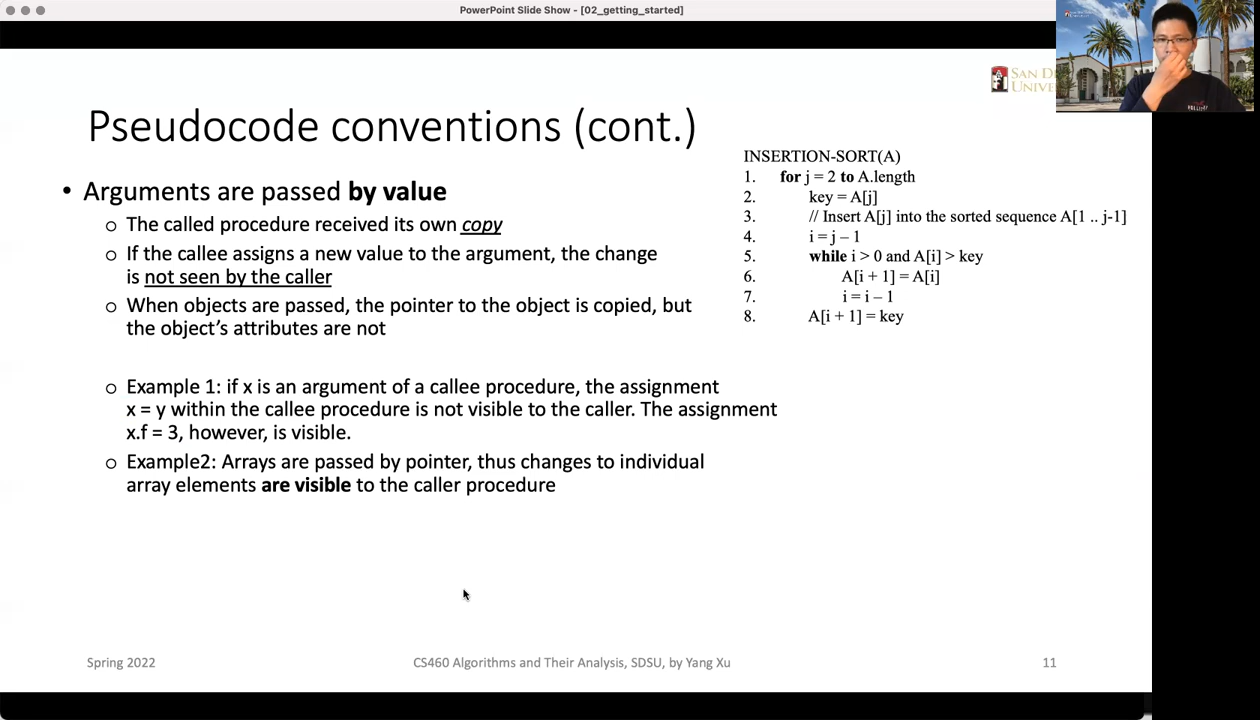 PowerPoint Slide Show - [02_getting_started]
SAN D
UNIVE
Pseudocode conventions (cont.)
• Arguments are passed by value
o The called procedure received its own copy
o If the callee assigns a new value to the argument, the change
is not seen by the caller
o When objects are passed, the pointer to the object is copied, but
the object's attributes are not
o Example 1: if x is an argument of a callee procedure, the assignment
x = y within the callee procedure is not visible to the caller. The assignment
x.f = 3, however, is visible.
o Example2: Arrays are passed by pointer, thus changes to individual
array elements are visible to the caller procedure
INSERTION-SORT(A)
1. for j = 2 to A.length
2. key = A[j]
3. // Insert A[j] into the sorted sequence A[1 .. j-1]
4. i = j – 1
5. while i > 0 and A[i] > key
6. A[i + 1] = A[i]
7. i = i – 1
8. A[i + 1] = key
Spring 2022
CS460 Algorithms and Their Analysis, SDSU, by Yang Xu
11